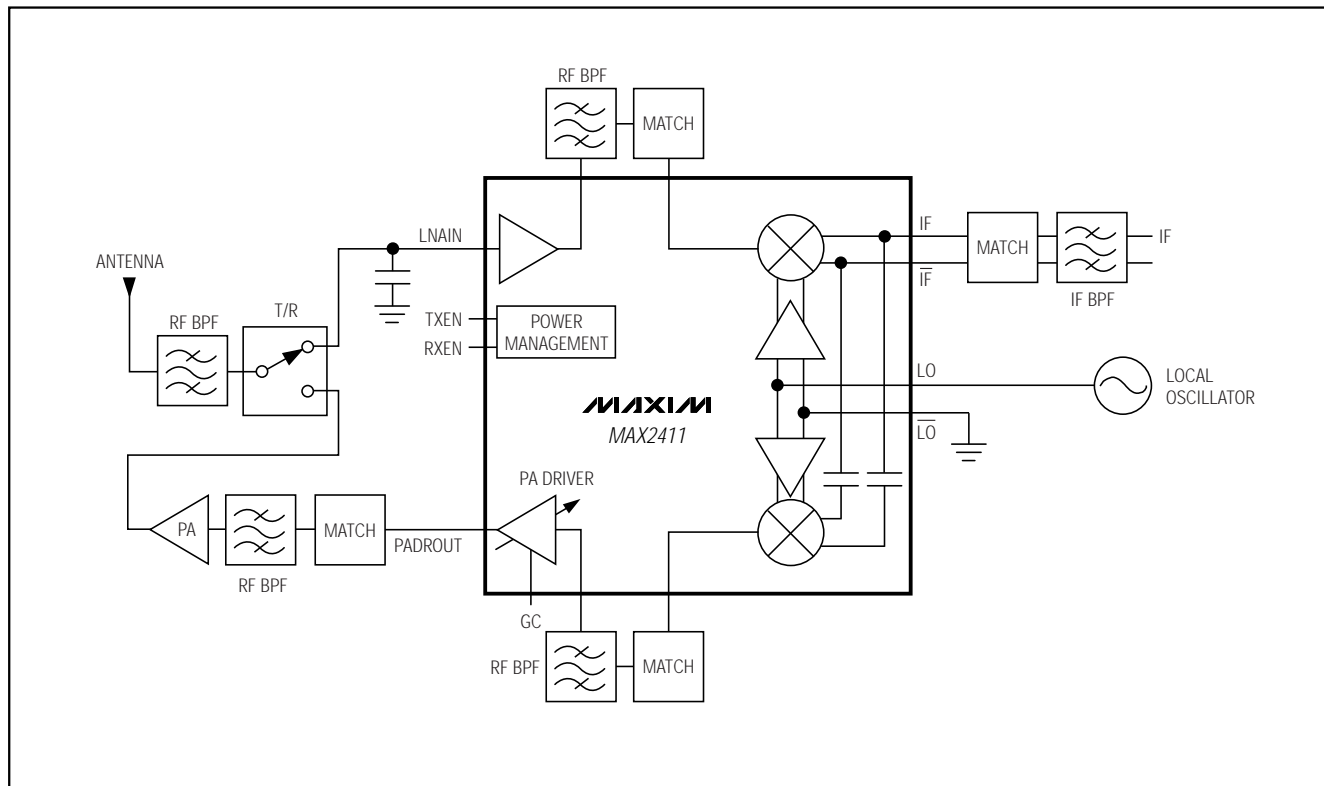 RF BPF
MATCH
LNAIN
IF
IF
MATCH
IF
IF BPF
ANTENNA
RF BPF
T/R
TXEN
RXEN
POWER
MANAGEMENT
LO
LO
LOCAL
OSCILLATOR
MAXIM
MAX2411
PA DRIVER
PA
RF BPF
MATCH
PADROUT
GC
RF BPF
MATCH